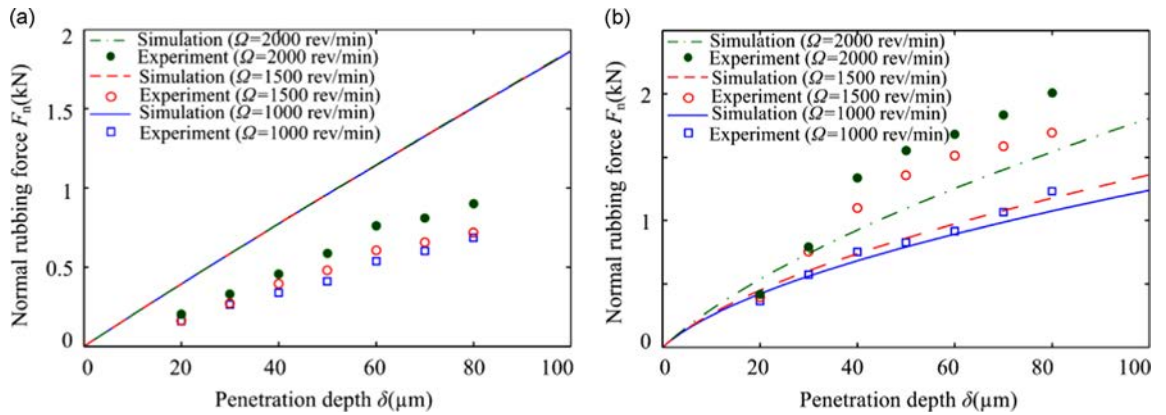 (a)
Normal rubbing force Fₙ(kN)
2
1.5
1
0.5
0
Simulation (Ω=2000 rev/min)
Experiment (Ω=2000 rev/min)
Simulation (Ω=1500 rev/min)
Experiment (Ω=1500 rev/min)
Simulation (Ω=1000 rev/min)
Experiment (Ω=1000 rev/min)
0 20 40 60 80 100
Penetration depth δ(μm)
(b)
Normal rubbing force Fₙ(kN)
2
1
0
Simulation (Ω=2000 rev/min)
Experiment (Ω=2000 rev/min)
Simulation (Ω=1500 rev/min)
Experiment (Ω=1500 rev/min)
Simulation (Ω=1000 rev/min)
Experiment (Ω=1000 rev/min)
0 20 40 60 80 100
Penetration depth δ(μm)